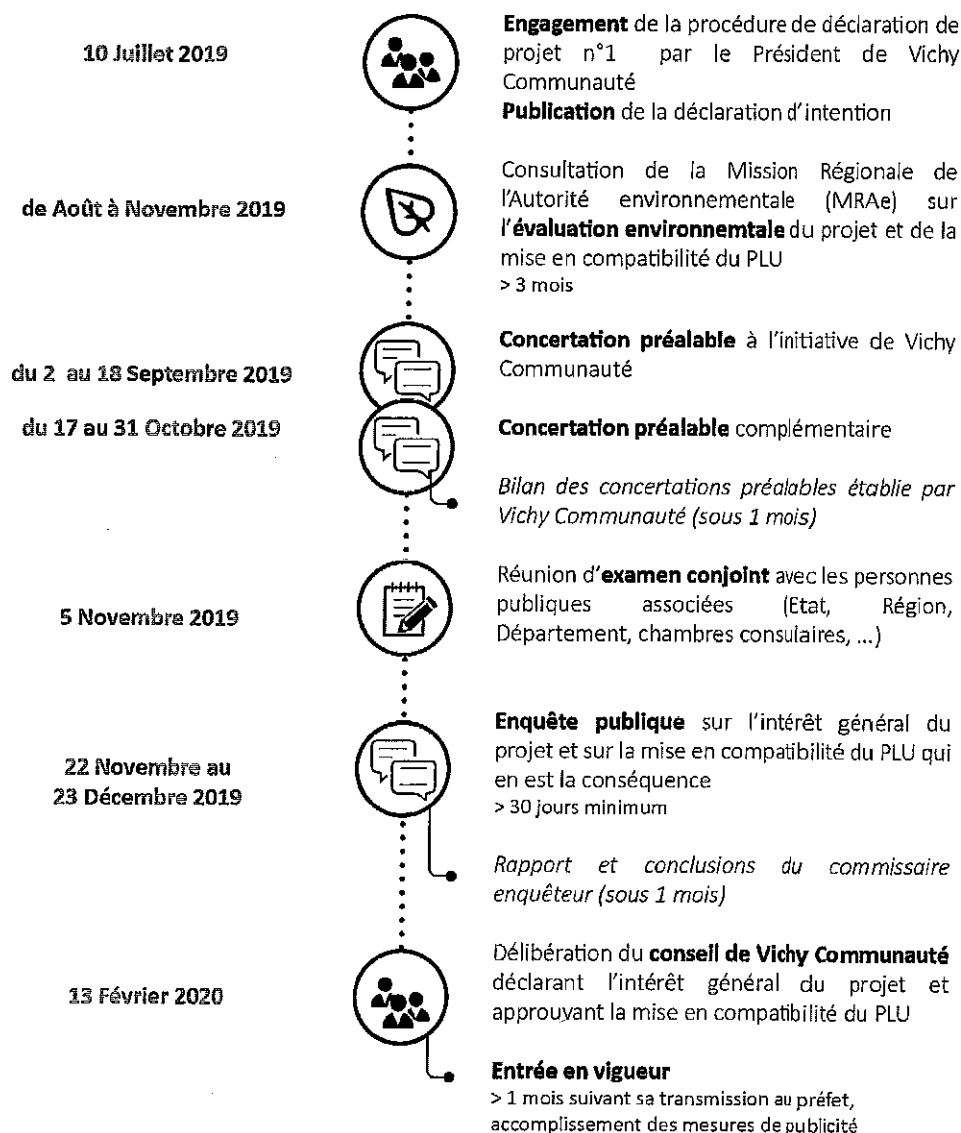 10 Juillet 2019
Engagement de la procédure de déclaration de
projet n°1 par le Président de Vichy
Communauté
Publication de la déclaration d'intention
de Août à Novembre 2019
Consultation de la Mission Régionale de
l'Autorité environnementale (MRAe) sur
l'évaluation environnemtale du projet et de la
mise en compatibilité du PLU
> 3 mois
du 2 au 18 Septembre 2019
Concertation préalable à l'initiative de Vichy
Communauté
du 17 au 31 Octobre 2019
Concertation préalable complémentaire
Bilan des concertations préalables établie par
Vichy Communauté (sous 1 mois)
5 Novembre 2019
Réunion d'examen conjoint avec les personnes
publiques associées (Etat, Région,
Département, chambres consulaires, ...)
22 Novembre au
23 Décembre 2019
Enquête publique sur l'intérêt général du
projet et sur la mise en compatibilité du PLU qui
en est la conséquence
> 30 jours minimum
Rapport et conclusions du commissaire
enquêteur (sous 1 mois)
13 Février 2020
Délibération du conseil de Vichy Communauté
déclarant l'intérêt général du projet et
approuvant la mise en compatibilité du PLU
Entrée en vigueur
> 1 mois suivant sa transmission au préfet,
accomplissement des mesures de publicité